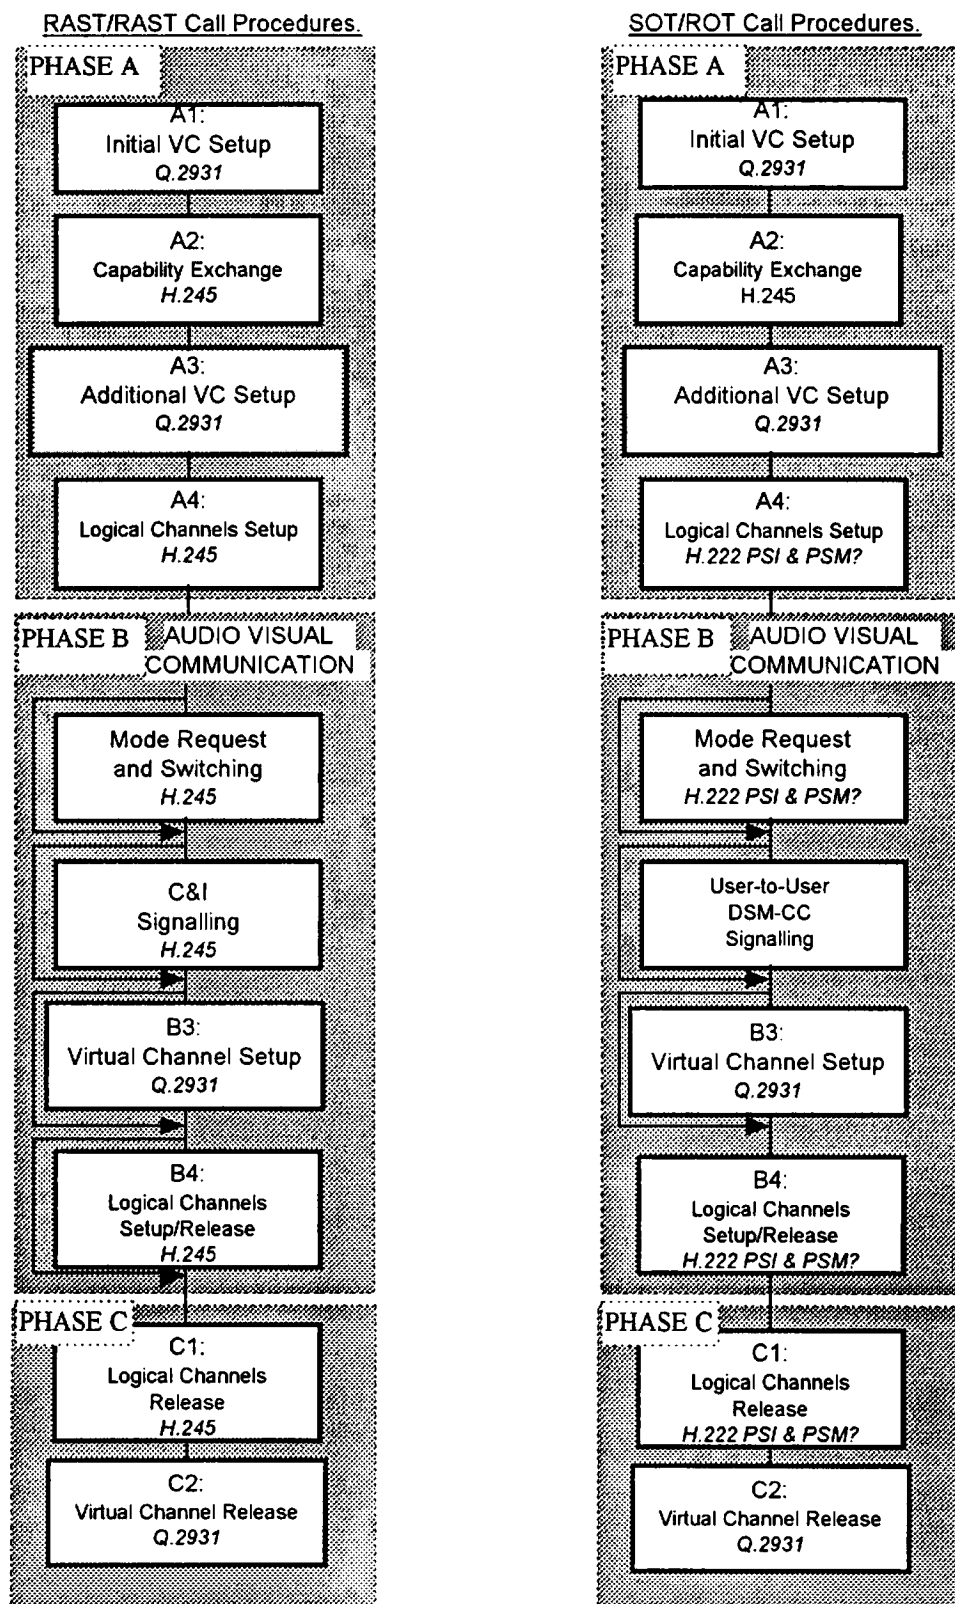 RAST/RAST Call Procedures.
PHASE A
A1:
Initial VC Setup
Q.2931
A2:
Capability Exchange
H.245
A3:
Additional VC Setup
Q.2931
A4:
Logical Channels Setup
H.245
PHASE B
AUDIO VISUAL
COMMUNICATION
Mode Request
and Switching
H.245
C&I
Signalling
H.245
B3:
Virtual Channel Setup
Q.2931
B4:
Logical Channels
Setup/Release
H.245
PHASE C
C1:
Logical Channels
Release
H.245
C2:
Virtual Channel Release
Q.2931
SOT/ROT Call Procedures.
PHASE A
A1:
Initial VC Setup
Q.2931
A2:
Capability Exchange
H.245
A3:
Additional VC Setup
Q.2931
A4:
Logical Channels Setup
H.222 PSI & PSM?
PHASE B
AUDIO VISUAL
COMMUNICATION
Mode Request
and Switching
H.222 PSI & PSM?
User-to-User
DSM-CC
Signalling
B3:
Virtual Channel Setup
Q.2931
B4:
Logical Channels
Setup/Release
H.222 PSI & PSM?
PHASE C
C1:
Logical Channels
Release
H.222 PSI & PSM?
C2:
Virtual Channel Release
Q.2931